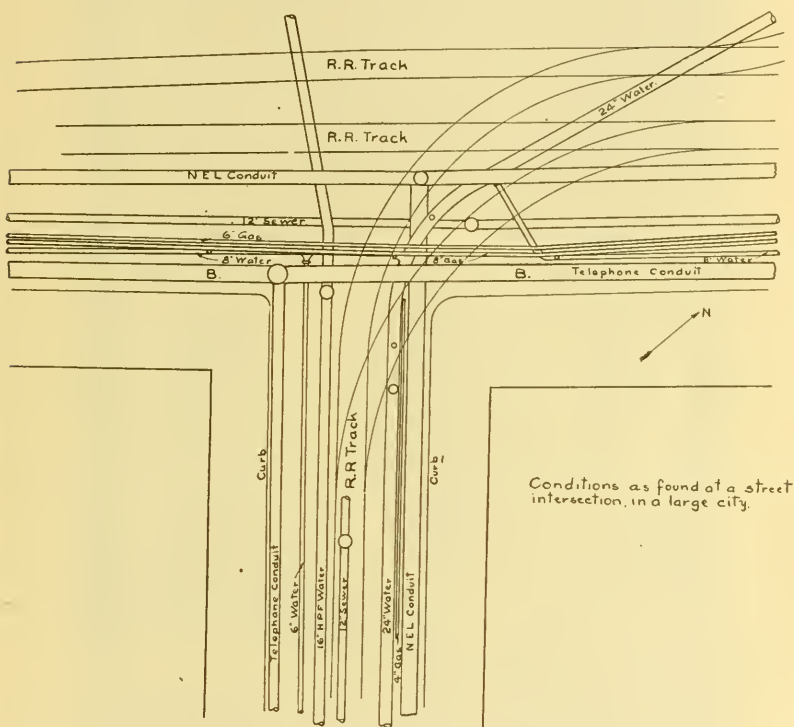 R.R. Track
24" Water.
R.R. Track
N E L Conduit
12" Sewer
6" Gas
8" Water
8" Gas
8" Water
B.
B.
Telephone Conduit
N
Curb
R.R Track
Curb
Conditions as found at a street
intersection, in a large city.
Telephone Conduit
6" Water
16" H P F Water
12" Sewer
24" Water
4" Gas
N E L Conduit